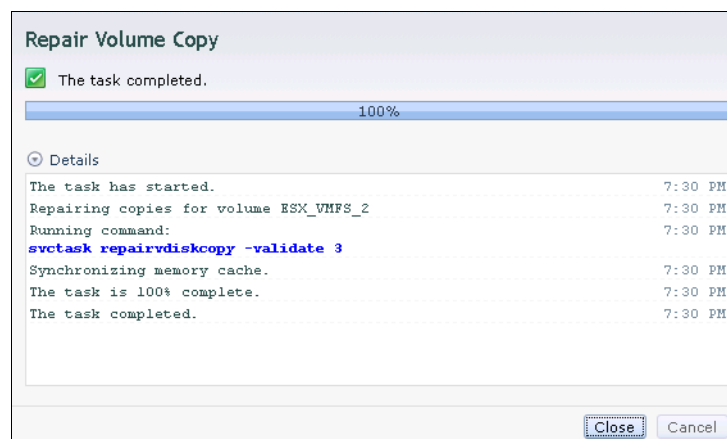 Repair Volume Copy
The task completed.
100%
Details
The task has started. 7:30 PM
Repairing copies for volume ESX_VMFS_2 7:30 PM
Running command: 7:30 PM
svctask repairvdiskcopy -validate 3
Synchronizing memory cache. 7:30 PM
The task is 100% complete. 7:30 PM
The task completed. 7:30 PM
Close Cancel